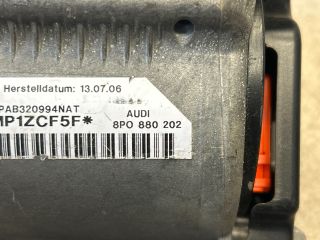 Herstelldatum: 13.07.06
PAB320994NAT
MP1ZCF5F*
AUDI
8P0 880 202